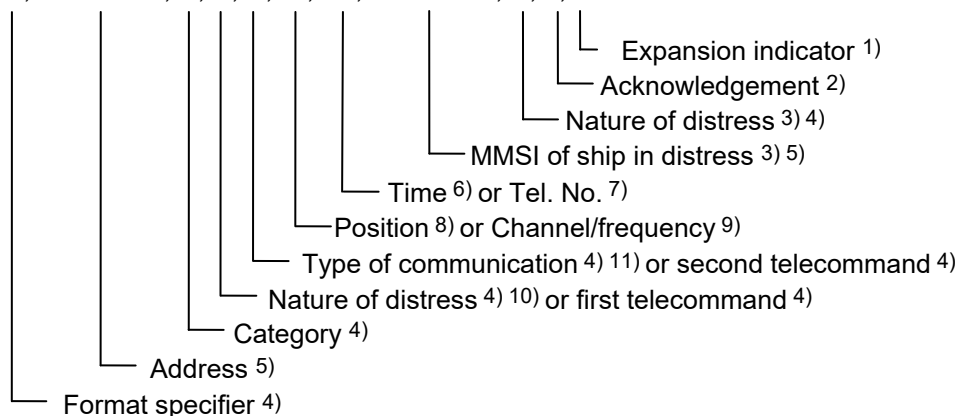 Expansion indicator 1)
Acknowledgement 2)
Nature of distress 3) 4)
MMSI of ship in distress 3) 5)
Time 6) or Tel. No. 7)
Position 8) or Channel/frequency 9)
Type of communication 4) 11) or second telecommand 4)
Nature of distress 4) 10) or first telecommand 4)
Category 4)
Address 5)
Format specifier 4)